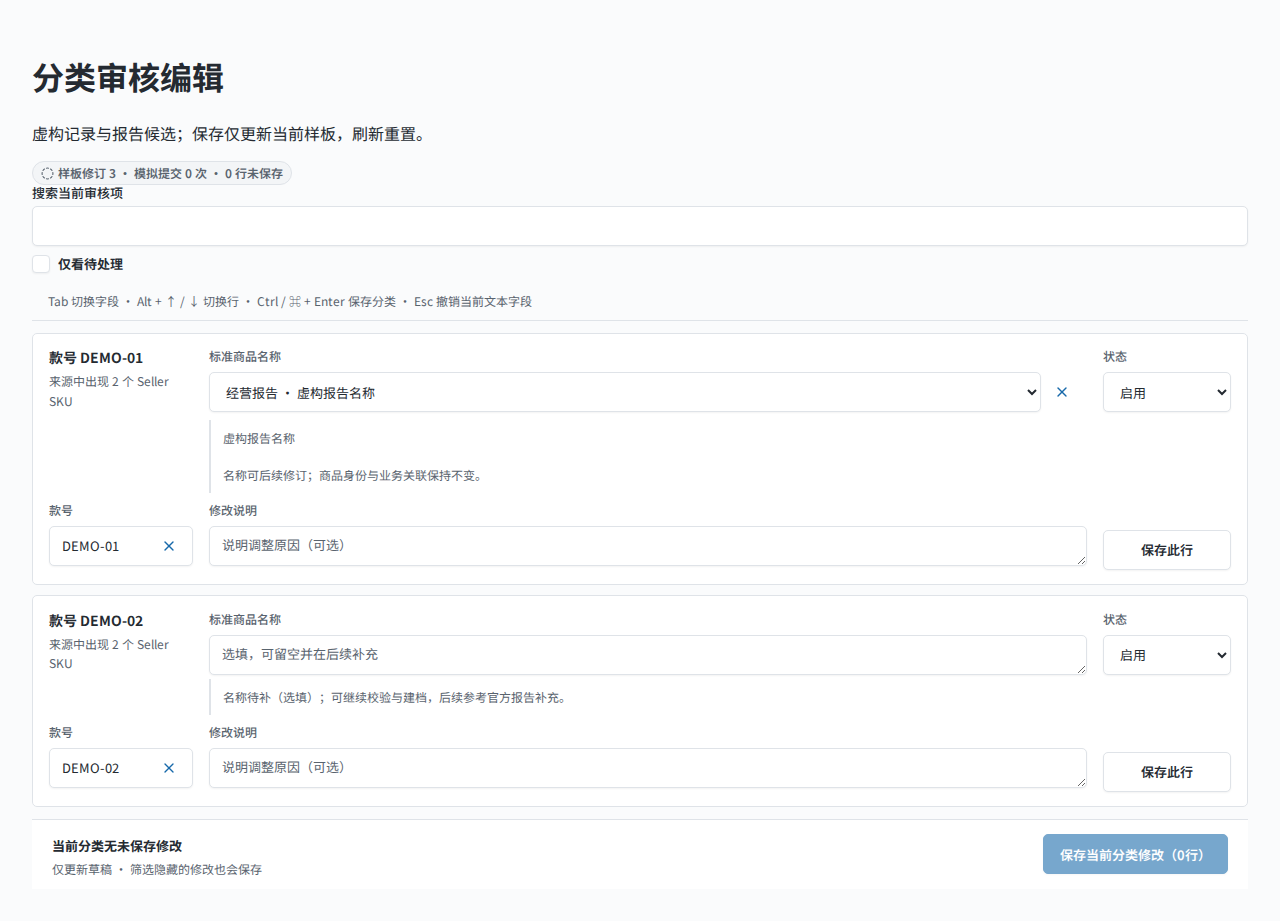 分类审核编辑
虚构记录与报告候选；保存仅更新当前样板，刷新重置。
样板修订 3 · 模拟提交 0 次 · 0 行未保存
搜索当前审核项
仅看待处理
Tab 切换字段 · Alt + ↑ / ↓ 切换行 · Ctrl / ⌘ + Enter 保存分类 · Esc 撤销当前文本字段
款号 DEMO-01
来源中出现 2 个 Seller
SKU
标准商品名称
经营报告 · 虚构报告名称
状态
启用
虚构报告名称
名称可后续修订；商品身份与业务关联保持不变。
款号
DEMO-01
修改说明
说明调整原因（可选）
保存此行
款号 DEMO-02
来源中出现 2 个 Seller
SKU
标准商品名称
选填，可留空并在后续补充
状态
启用
名称待补（选填）；可继续校验与建档，后续参考官方报告补充。
款号
DEMO-02
修改说明
说明调整原因（可选）
保存此行
当前分类无未保存修改
仅更新草稿 · 筛选隐藏的修改也会保存
保存当前分类修改（0行）